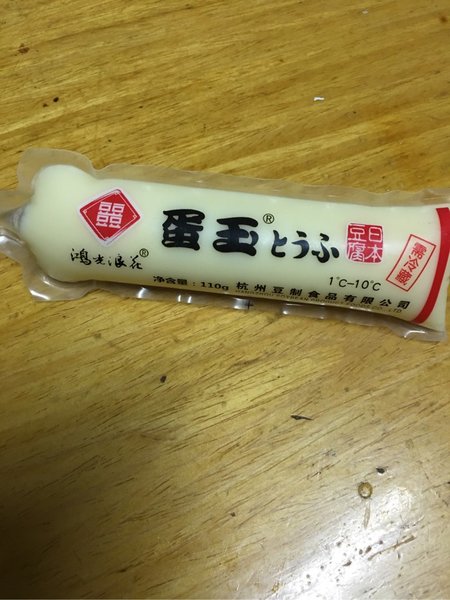 鸿光浪花®
蛋玉®とうふ
日本豆腐
需冷藏
1℃-10℃
净含量：110g 杭州豆制食品有限公司